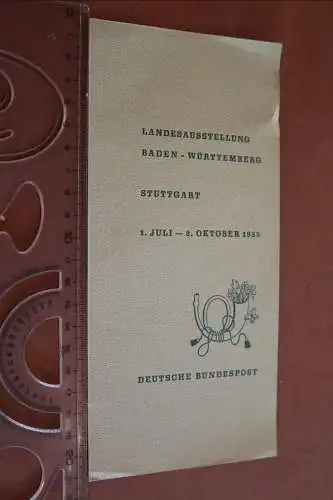 LANDESAUSSTELLUNG
BADEN - WÜRTTEMBERG
STUTTGART
1. JULI — 2. OKTOBER 1955
DEUTSCHE BUNDESPOST